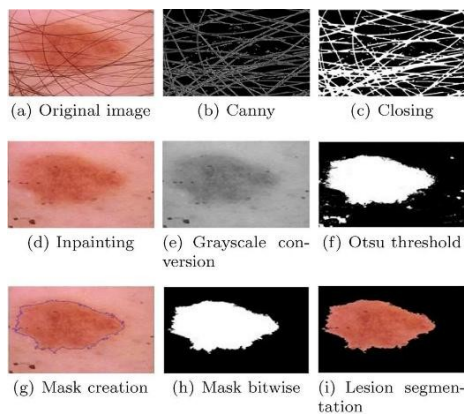 (a) Original image
(b) Canny
(c) Closing
(d) Inpainting
(e) Grayscale con-
version
(f) Otsu threshold
(g) Mask creation
(h) Mask bitwise
(i) Lesion segmen-
tation